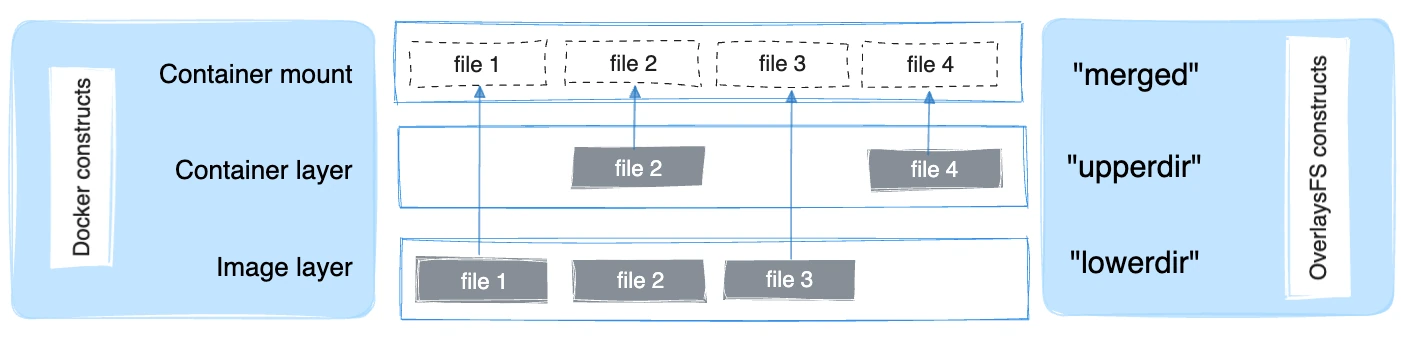 Docker constructs
Container mount
file 1
file 2
file 3
file 4
"merged"
Container layer
file 2
file 4
"upperdir"
Image layer
file 1
file 2
file 3
"lowerdir"
OverlaysFS constructs